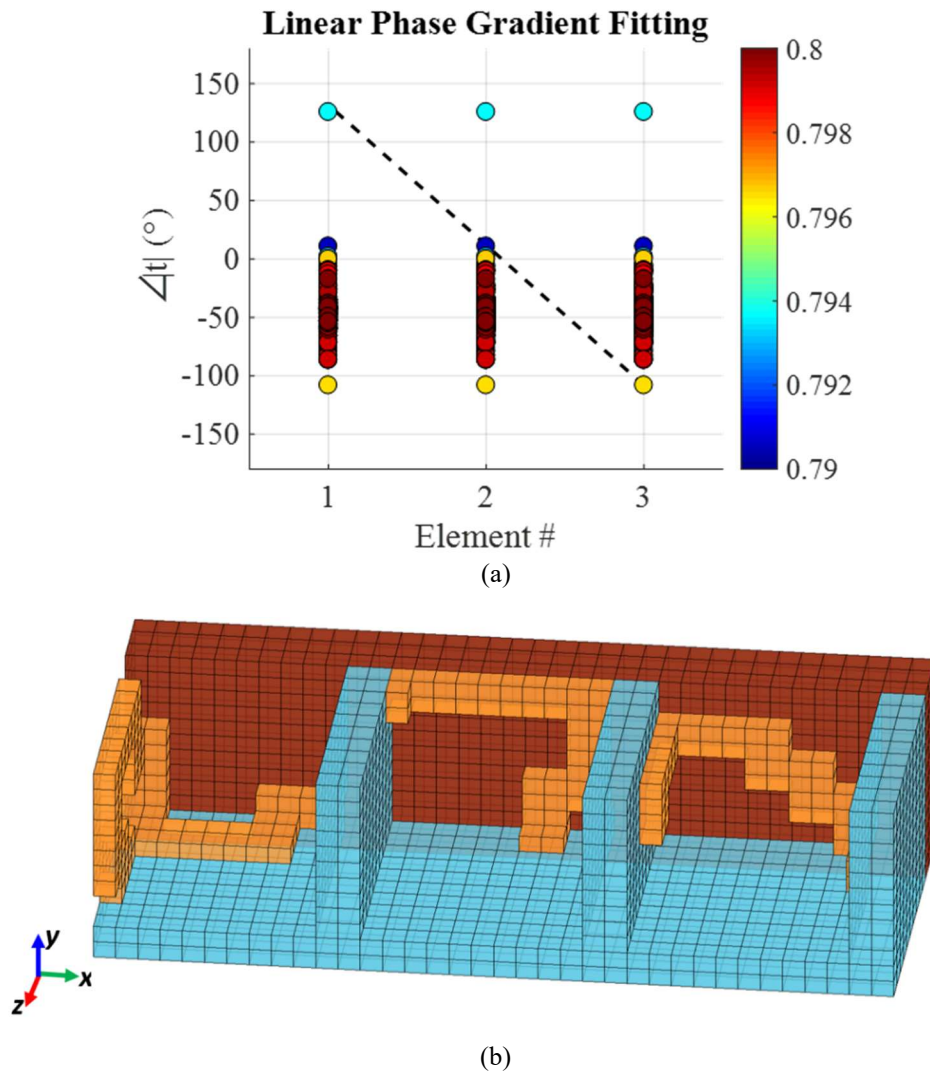 Linear Phase Gradient Fitting
150
100
50
0
-50
-100
-150
∠|t| (°)
1 2 3
Element #
0.8
0.798
0.796
0.794
0.792
0.79
(a)
y
x
z
(b)